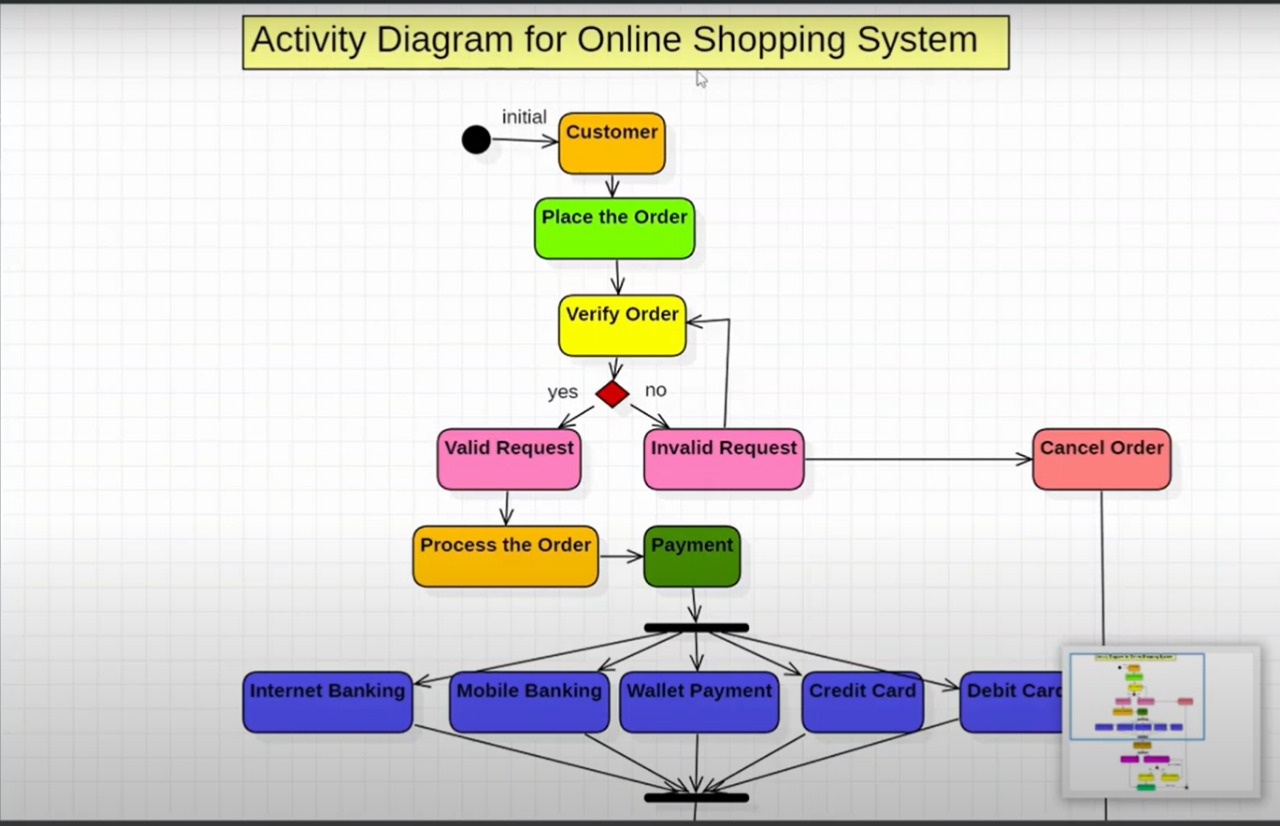 Activity Diagram for Online Shopping System
initial
Customer
Place the Order
Verify Order
yes
no
Valid Request
Invalid Request
Cancel Order
Process the Order
Payment
Internet Banking
Mobile Banking
Wallet Payment
Credit Card
Debit Card